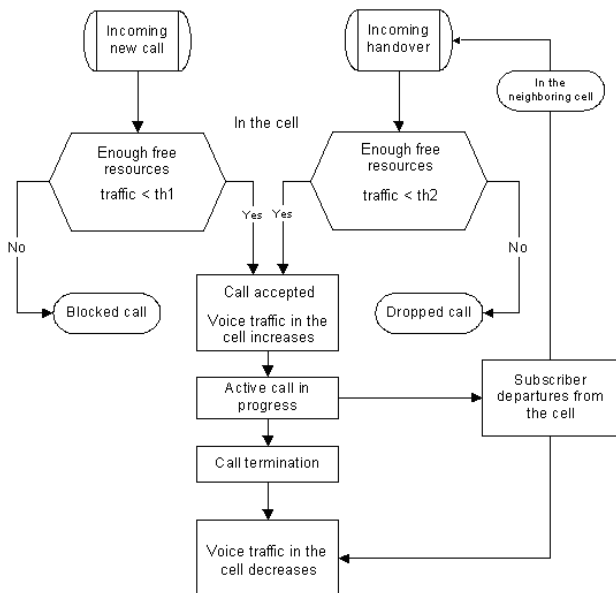 Incoming
new call
Incoming
handover
In the
neighboring cell
In the cell
Enough free
resources
traffic < th1
Enough free
resources
traffic < th2
Yes
Yes
No
No
Blocked call
Call accepted
Voice traffic in the
cell increases
Dropped call
Active call in
progress
Subscriber
departures from
the cell
Call termination
Voice traffic in the
cell decreases